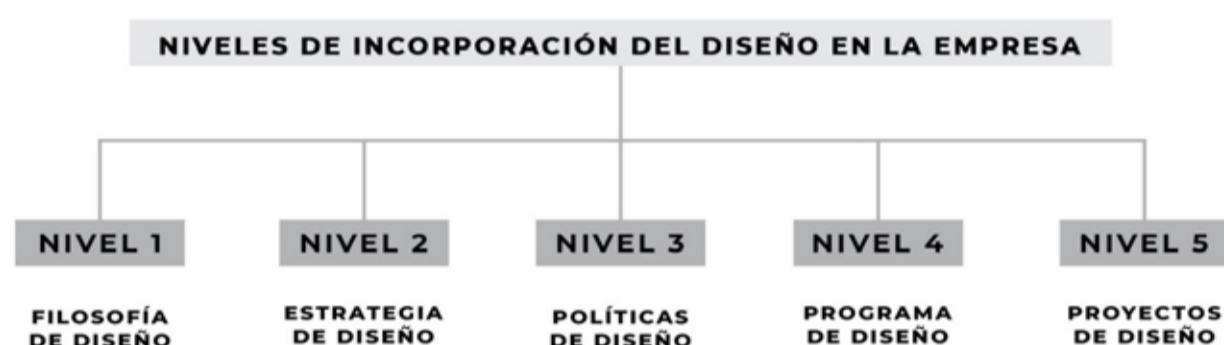 NIVELES DE INCORPORACIÓN DEL DISEÑO EN LA EMPRESA
NIVEL 1
NIVEL 2
NIVEL 3
NIVEL 4
NIVEL 5
FILOSOFÍA
DE DISEÑO
ESTRATEGIA
DE DISEÑO
POLÍTICAS
DE DISEÑO
PROGRAMA
DE DISEÑO
PROYECTOS
DE DISEÑO